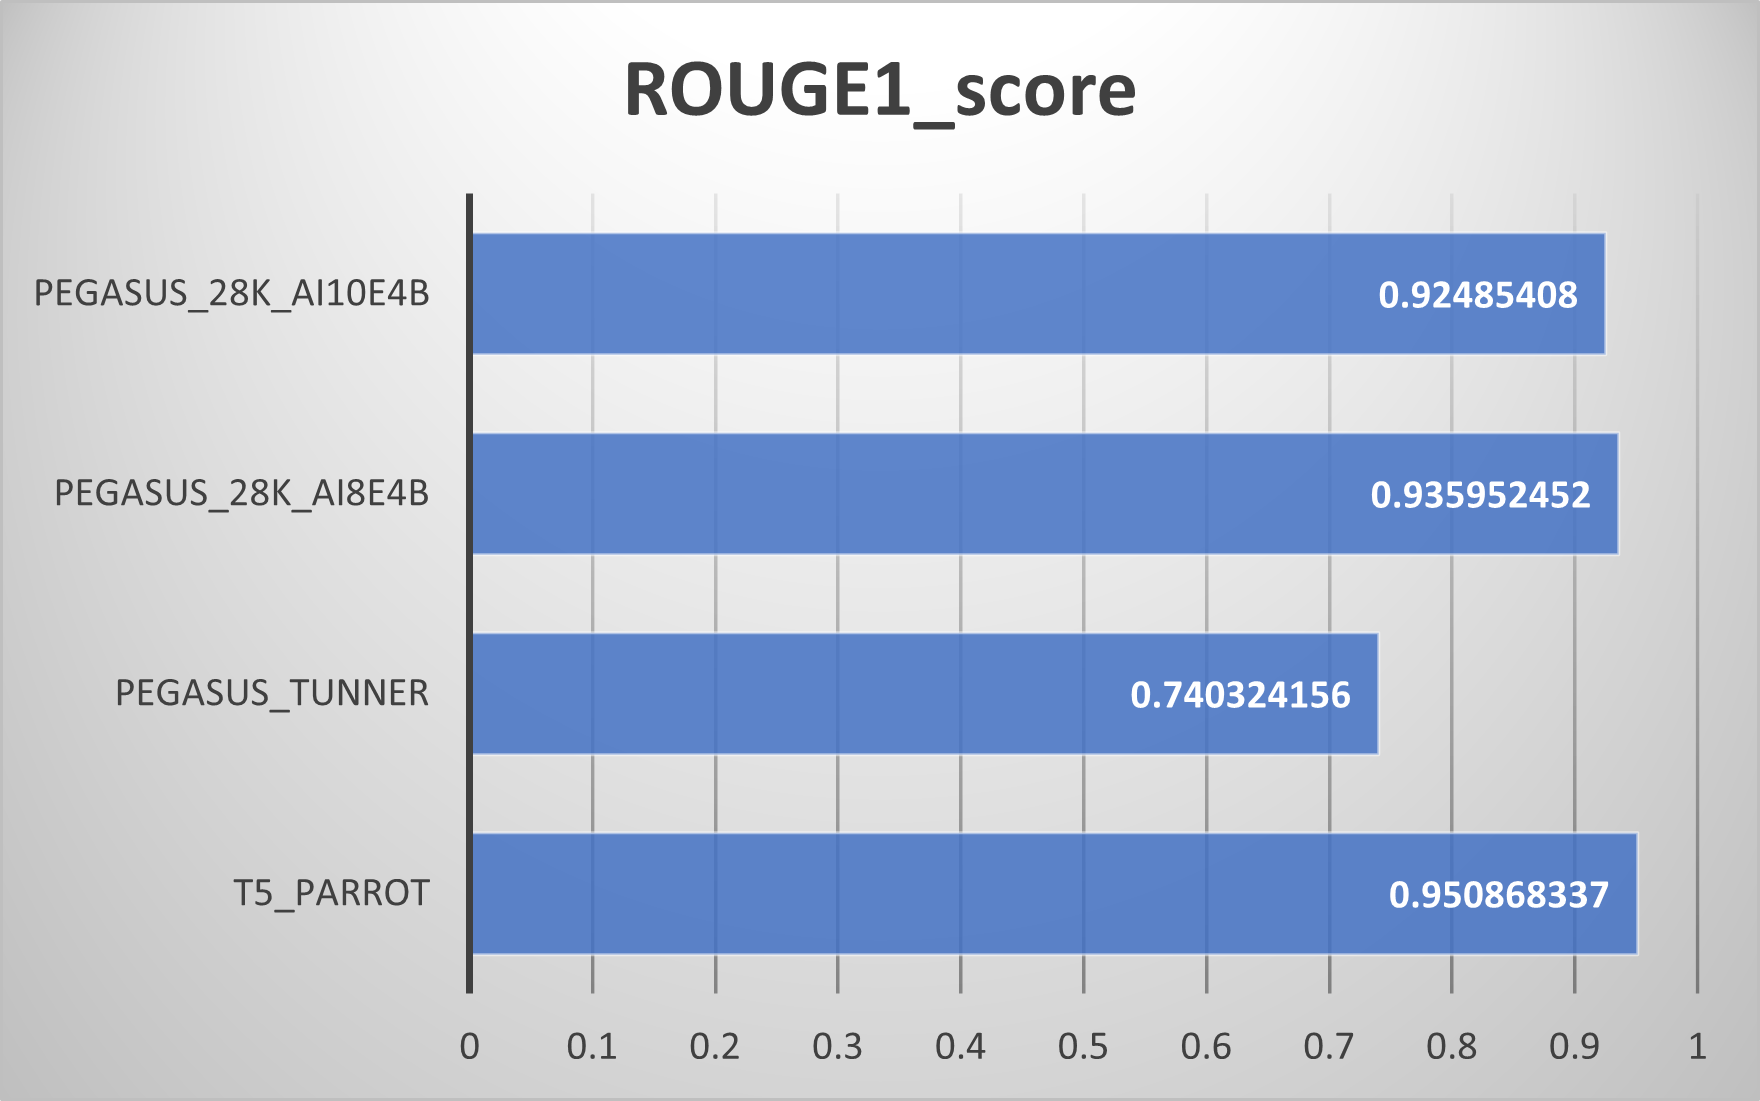 ROUGE1_score
PEGASUS_28K_AI10E4B
0.92485408
PEGASUS_28K_AI8E4B
0.935952452
PEGASUS_TUNNER
0.740324156
T5_PARROT
0.950868337
0 0.1 0.2 0.3 0.4 0.5 0.6 0.7 0.8 0.9 1